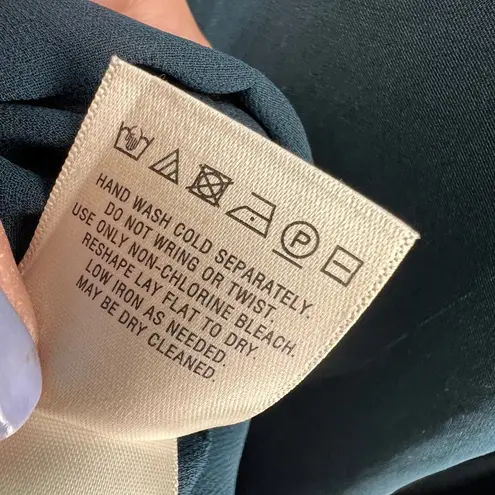 P
HAND WASH COLD SEPARATELY.
DO NOT WRING OR TWIST.
USE ONLY NON-CHLORINE BLEACH.
RESHAPE LAY FLAT TO DRY.
LOW IRON AS NEEDED.
MAY BE DRY CLEANED.